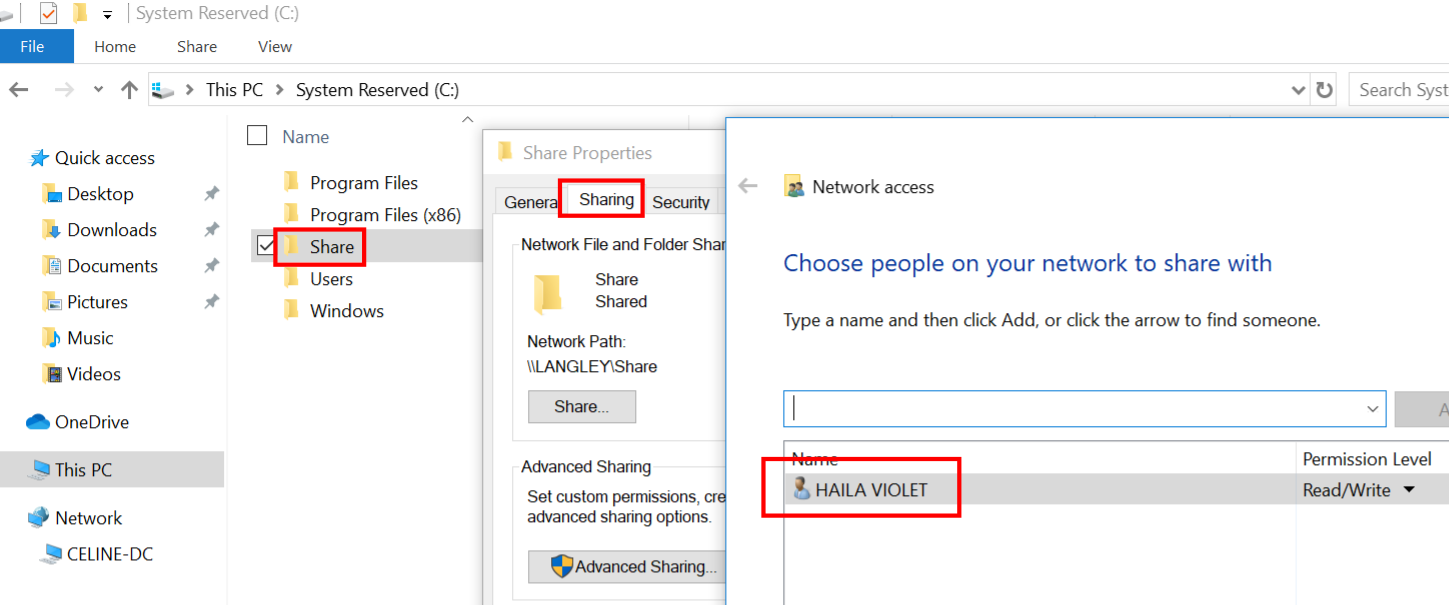 System Reserved (C:)
File Home Share View
This PC > System Reserved (C:)
Search Syst
Quick access
Desktop
Downloads
Documents
Pictures
Music
Videos
OneDrive
This PC
Network
CELINE-DC
Name
Program Files
Program Files (x86)
Share
Users
Windows
Share Properties
Genera Sharing Security
Network File and Folder Shar
Share
Shared
Network Path:
\\LANGLEY\Share
Share...
Advanced Sharing
Set custom permissions, cre
advanced sharing options.
Advanced Sharing...
Network access
Choose people on your network to share with
Type a name and then click Add, or click the arrow to find someone.
A
Name Permission Level
HAILA VIOLET Read/Write